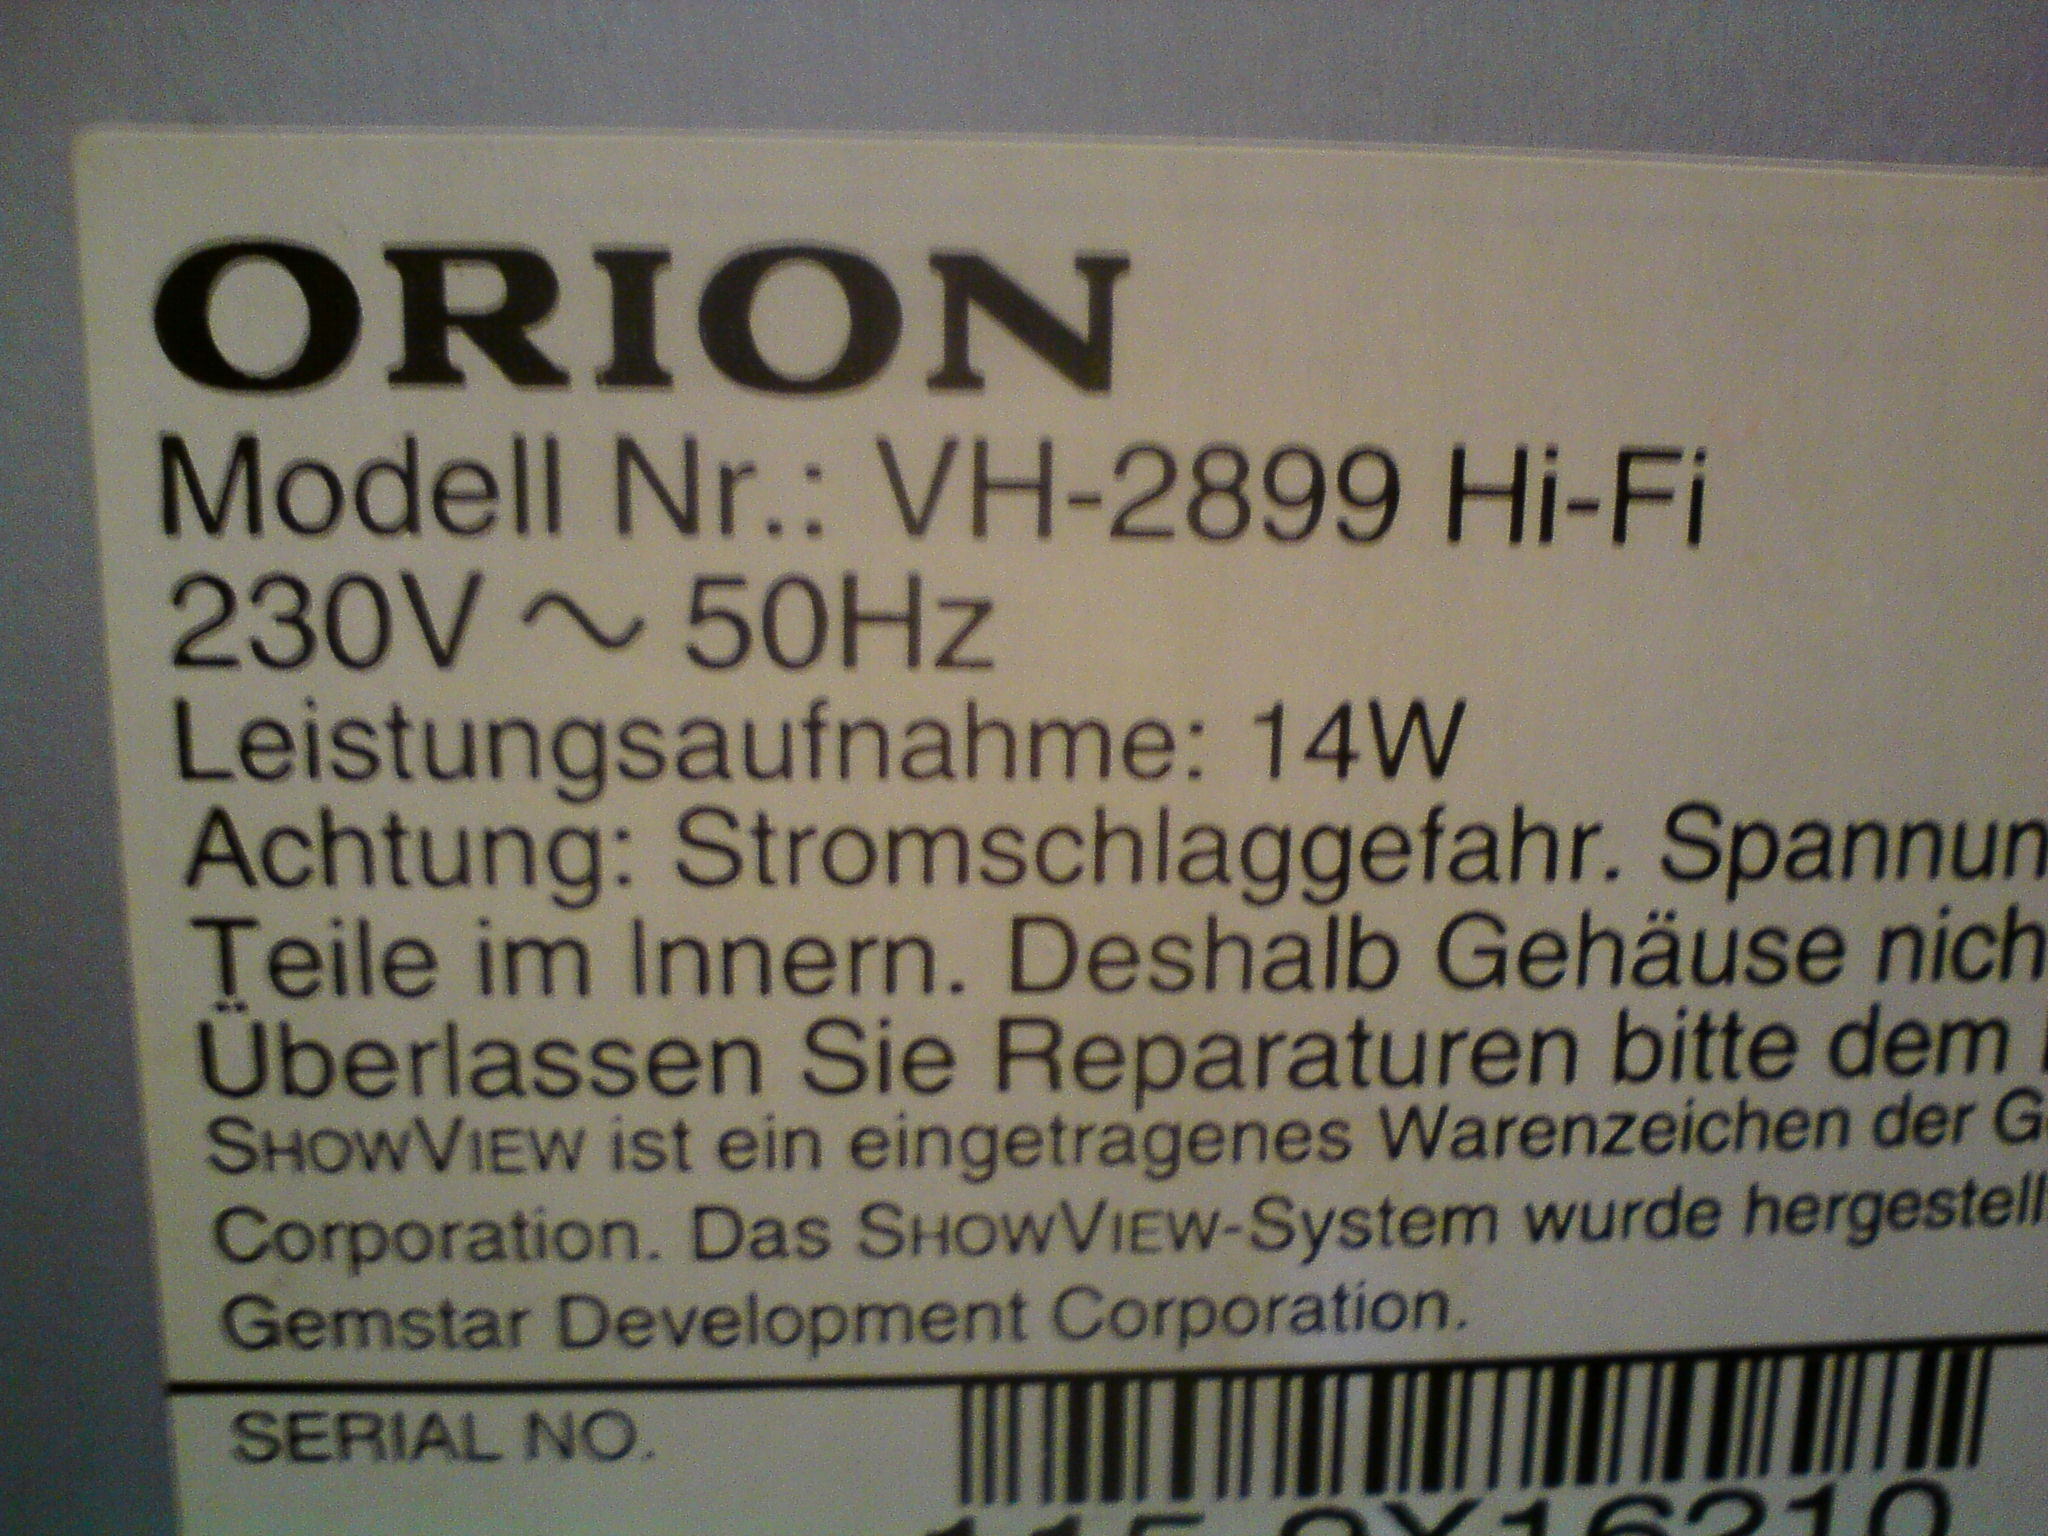 ORION
Modell Nr.: VH-2899 Hi-Fi
230V ~ 50Hz
Leistungsaufnahme: 14W
Achtung: Stromschlaggefahr. Spannun
Teile im Innern. Deshalb Gehäuse nich
Überlassen Sie Reparaturen bitte dem
SHOWVIEW ist ein eingetragenes Warenzeichen der G
Corporation. Das SHOWVIEW-System wurde hergestell
Gemstar Development Corporation.
SERIAL NO.